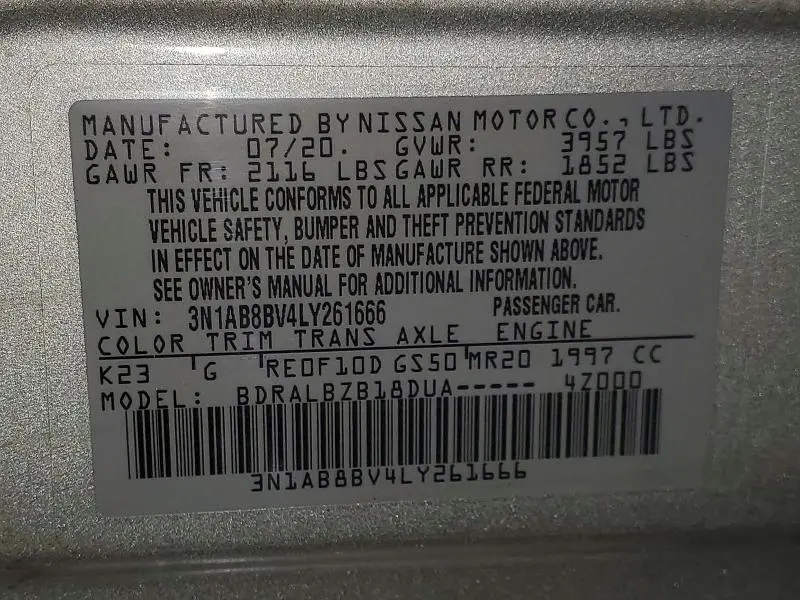 MANUFACTURED BY NISSAN MOTOR CO., LTD.
DATE: 07/20. GVWR: 3957 LBS
GAWR FR: 2116 LBS GAWR RR: 1852 LBS
THIS VEHICLE CONFORMS TO ALL APPLICABLE FEDERAL MOTOR
VEHICLE SAFETY, BUMPER AND THEFT PREVENTION STANDARDS
IN EFFECT ON THE DATE OF MANUFACTURE SHOWN ABOVE.
SEE OWNER'S MANUAL FOR ADDITIONAL INFORMATION.
VIN: 3N1AB8BV4LY261666 PASSENGER CAR.
COLOR TRIM TRANS AXLE ENGINE
K23 G RE0F10D GS50 MR20 1997 CC
MODEL: BDRALBZB18DUA----- 4Z000
3N1AB8BV4LY261666